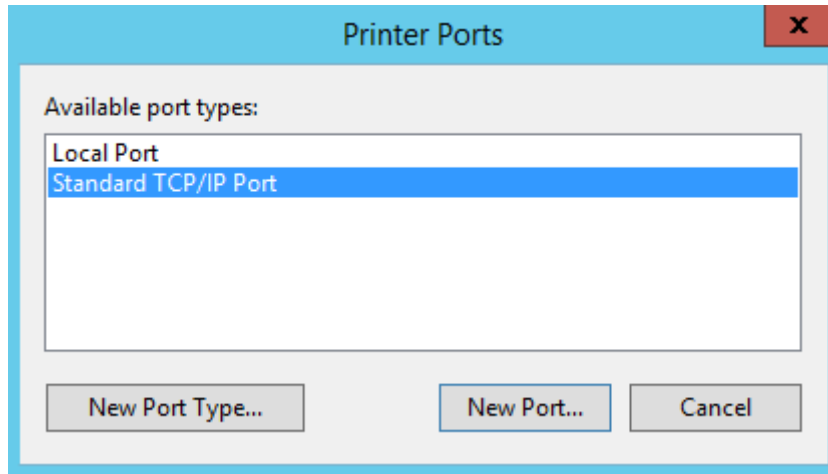 Printer Ports
x
Available port types:
Local Port
Standard TCP/IP Port
New Port Type... New Port... Cancel